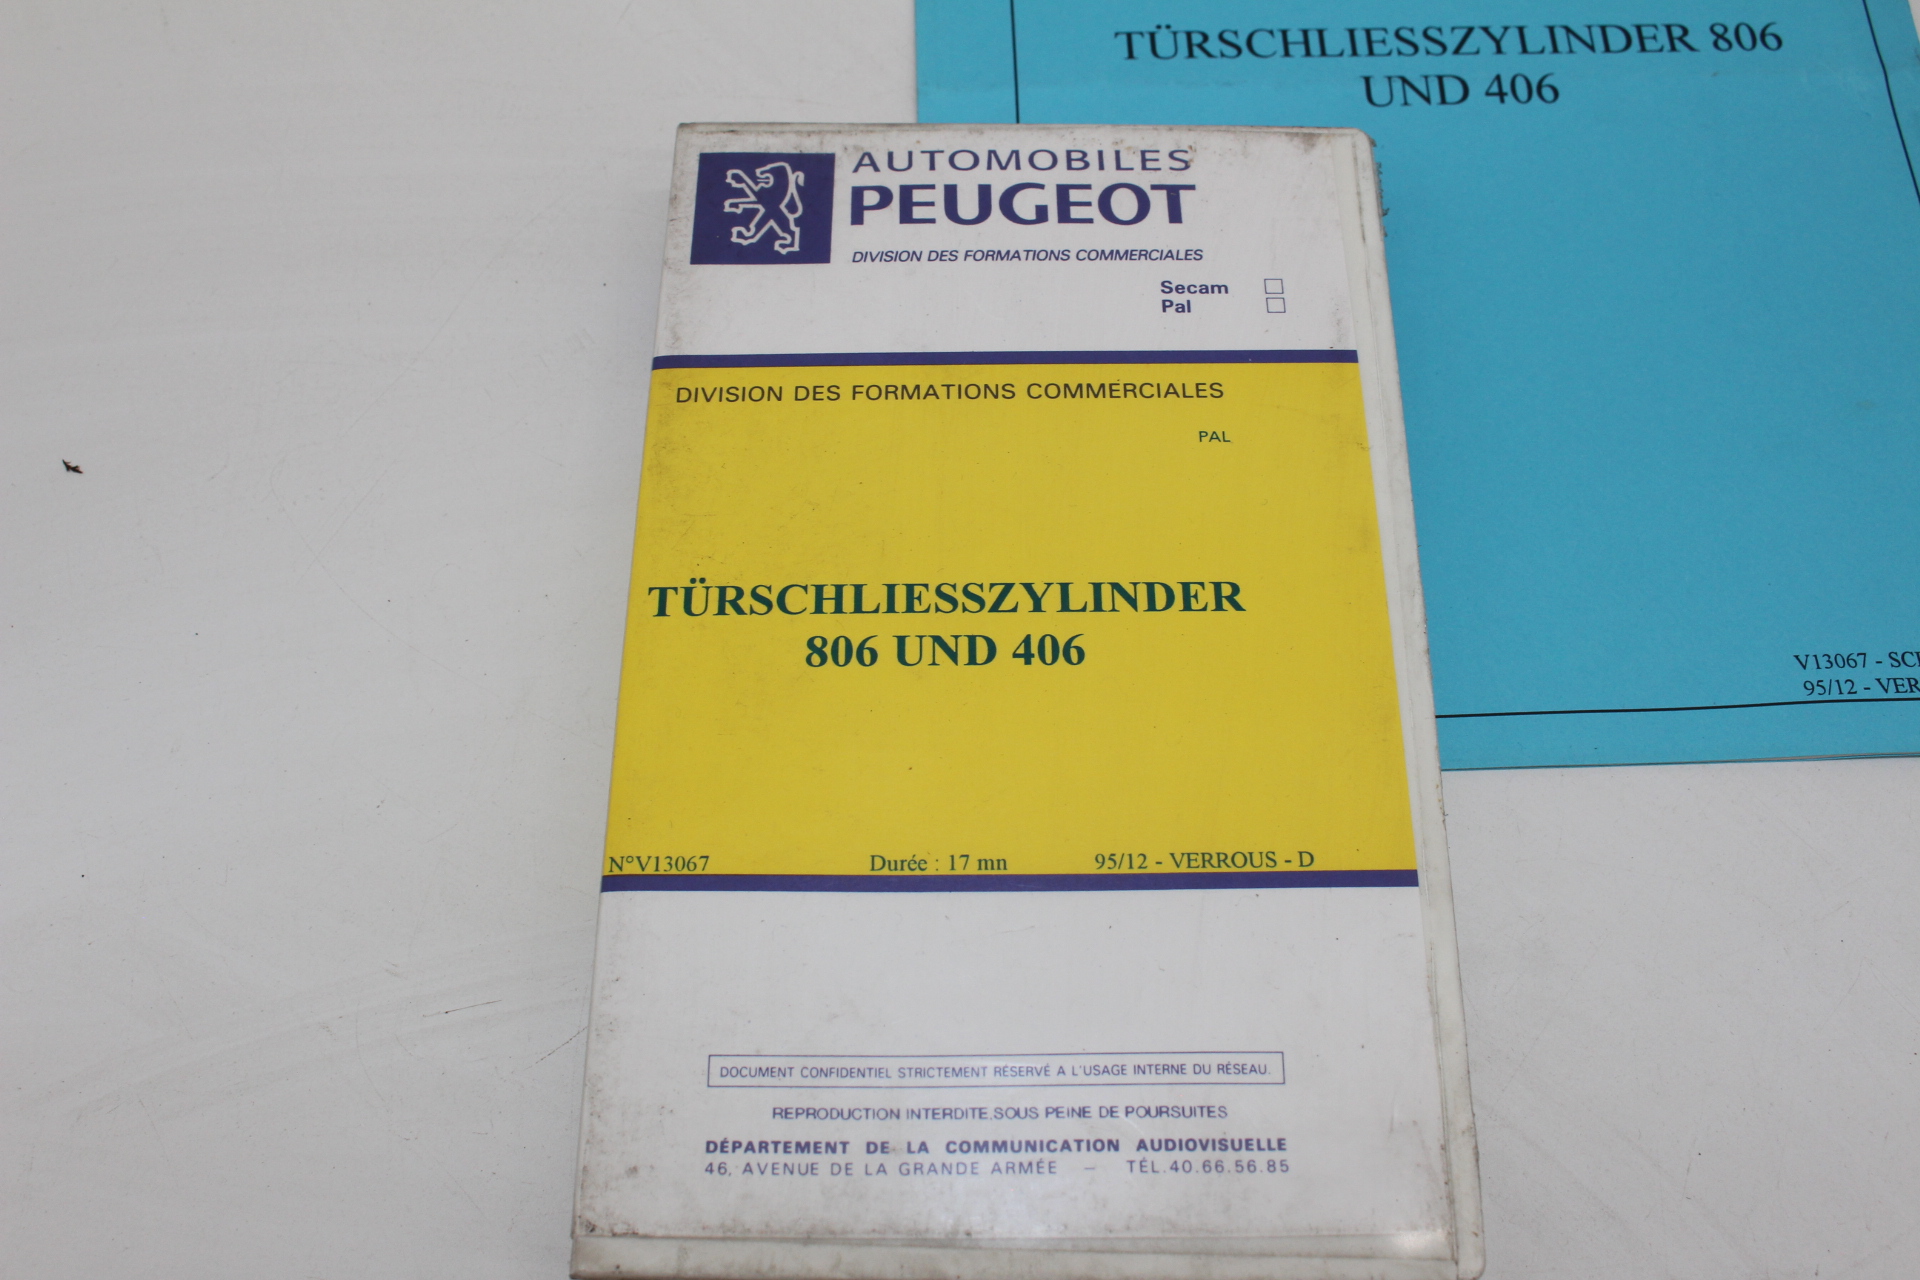 TÜRSCHLIESSZYLINDER 806
UND 406
V13067 -
95/12 -
AUTOMOBILES
PEUGEOT
DIVISION DES FORMATIONS COMMERCIALES
Secam
Pal
DIVISION DES FORMATIONS COMMERCIALES
PAL
TÜRSCHLIESSZYLINDER
806 UND 406
N°V13067 Durée : 17 mn 95/12 - VERROUS - D
DOCUMENT CONFIDENTIEL STRICTEMENT RÉSERVÉ A L'USAGE INTERNE DU RÉSEAU.
REPRODUCTION INTERDITE,SOUS PEINE DE POURSUITES
DÉPARTEMENT DE LA COMMUNICATION AUDIOVISUELLE
46, AVENUE DE LA GRANDE ARMÉE – TÉL.40.66.56.85